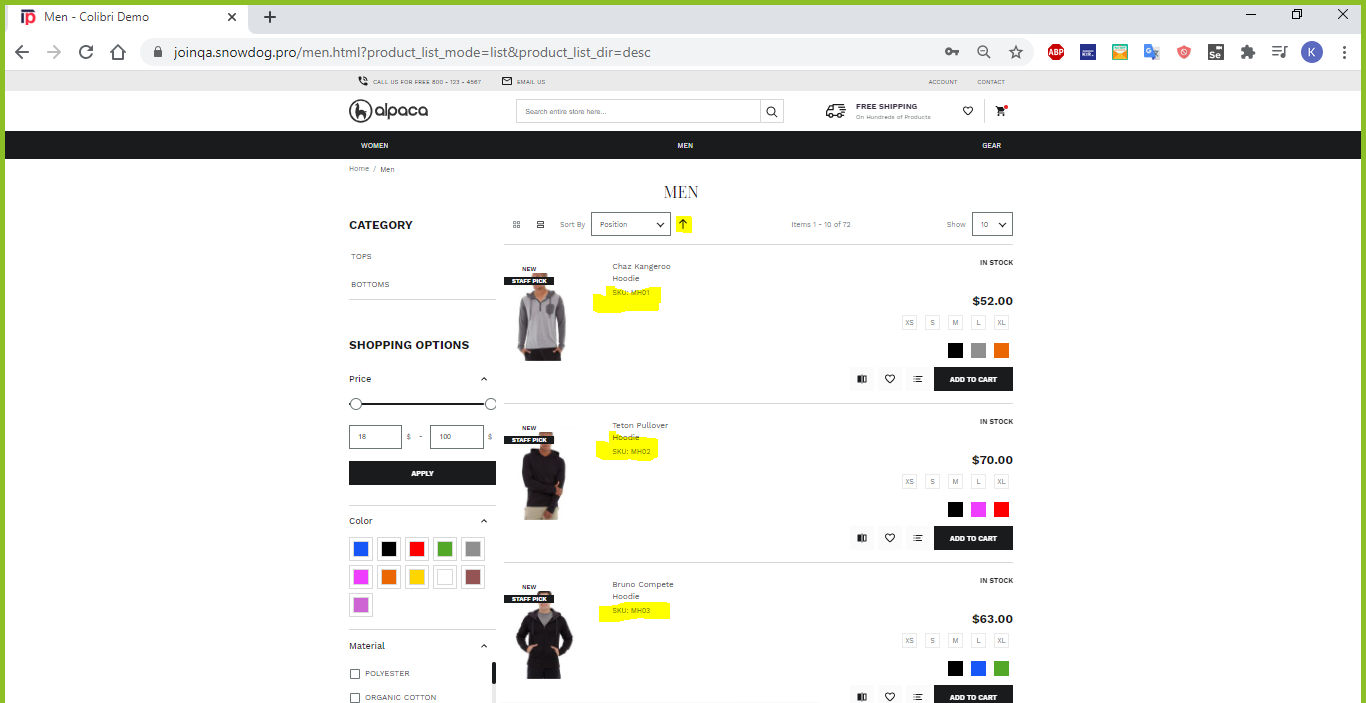 Men - Colibri Demo
joinqa.snowdog.pro/men.html?product_list_mode=list&product_list_dir=desc
ABP
Se
K
CALL US FOR FREE 800 - 123 - 4567
EMAIL US
ACCOUNT
CONTACT
alpaca
Search entire store here...
FREE SHIPPING
On Hundreds of Products
WOMEN
MEN
GEAR
Home / Men
MEN
CATEGORY
Sort By
Position
Items 1 - 10 of 72
Show
10
TOPS
BOTTOMS
SHOPPING OPTIONS
Price
18
$
-
100
$
APPLY
Color
Material
POLYESTER
ORGANIC COTTON
NEW
STAFF PICK
Chaz Kangeroo
Hoodie
SKU: MH01
IN STOCK
$52.00
XS S M L XL
ADD TO CART
NEW
STAFF PICK
Teton Pullover
Hoodie
SKU: MH02
IN STOCK
$70.00
XS S M L XL
ADD TO CART
NEW
STAFF PICK
Bruno Compete
Hoodie
SKU: MH03
IN STOCK
$63.00
XS S M L XL
ADD TO CART